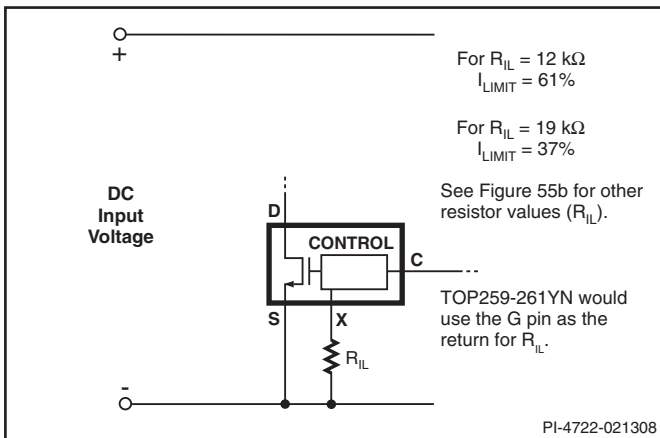 +
For R_IL = 12 kΩ
I_LIMIT = 61%
For R_IL = 19 kΩ
I_LIMIT = 37%
See Figure 55b for other
resistor values (R_IL).
DC
Input
Voltage
D
CONTROL
C
S
X
TOP259-261YN would
use the G pin as the
return for R_IL.
R_IL
-
PI-4722-021308